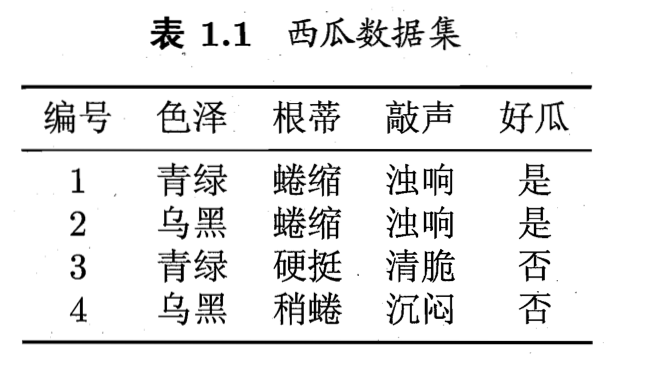 表 1.1 西瓜数据集
编号 色泽 根蒂 敲声 好瓜
1 青绿 蜷缩 浊响 是
2 乌黑 蜷缩 浊响 是
3 青绿 硬挺 清脆 否
4 乌黑 稍蜷 沉闷 否